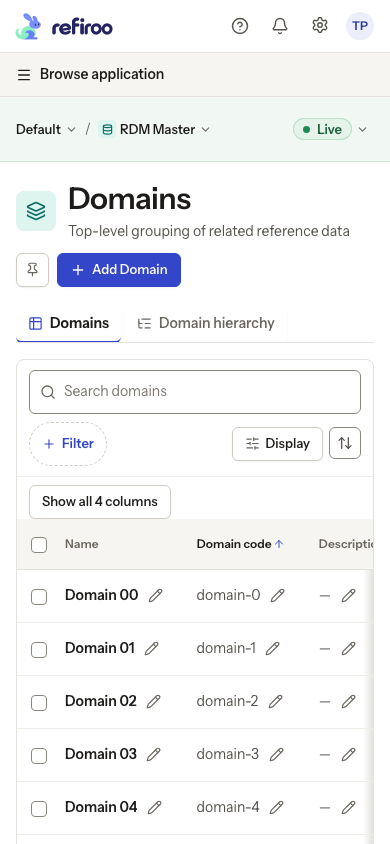 refiroo
TP
Browse application
Default / RDM Master
Live
Domains
Top-level grouping of related reference data
Add Domain
Domains
Domain hierarchy
Search domains
Filter
Display
Show all 4 columns
Name Domain code Descriptio
Domain 00 domain-0 —
Domain 01 domain-1 —
Domain 02 domain-2 —
Domain 03 domain-3 —
Domain 04 domain-4 —